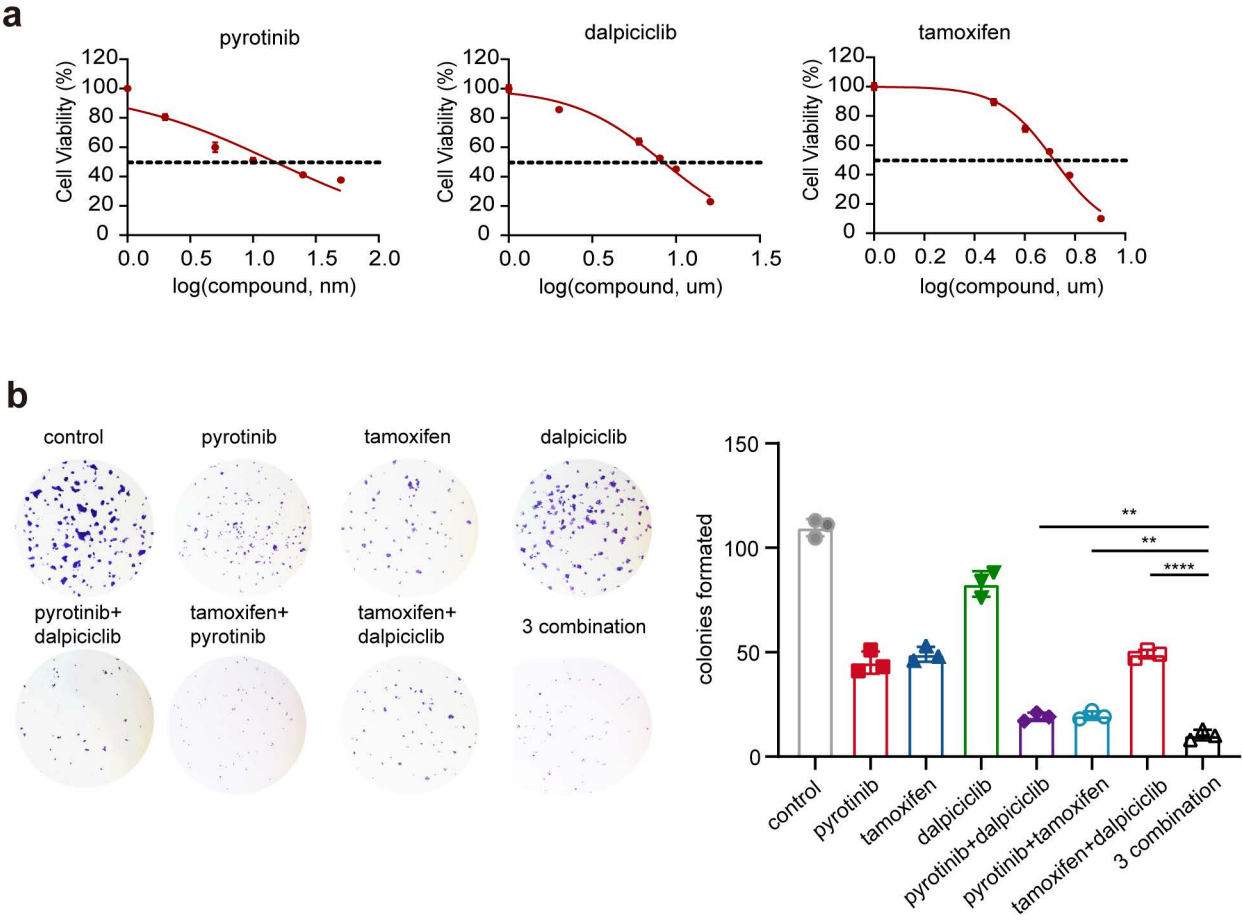 a
pyrotinib
dalpiciclib
tamoxifen
Cell Viability (%)
120
100
80
60
40
20
0
0.0 0.5 1.0 1.5 2.0
log(compound, nm)
Cell Viability (%)
120
100
80
60
40
20
0
0.0 0.5 1.0 1.5
log(compound, um)
Cell Viability (%)
120
100
80
60
40
20
0
0.0 0.2 0.4 0.6 0.8 1.0
log(compound, um)
b
control
pyrotinib
tamoxifen
dalpiciclib
pyrotinib+
dalpiciclib
tamoxifen+
pyrotinib
tamoxifen+
dalpiciclib
3 combination
colonies formated
150
100
50
0
**
**
****
control
pyrotinib
tamoxifen
dalpiciclib
pyrotinib+dalpiciclib
pyrotinib+tamoxifen
tamoxifen+dalpiciclib
3 combination